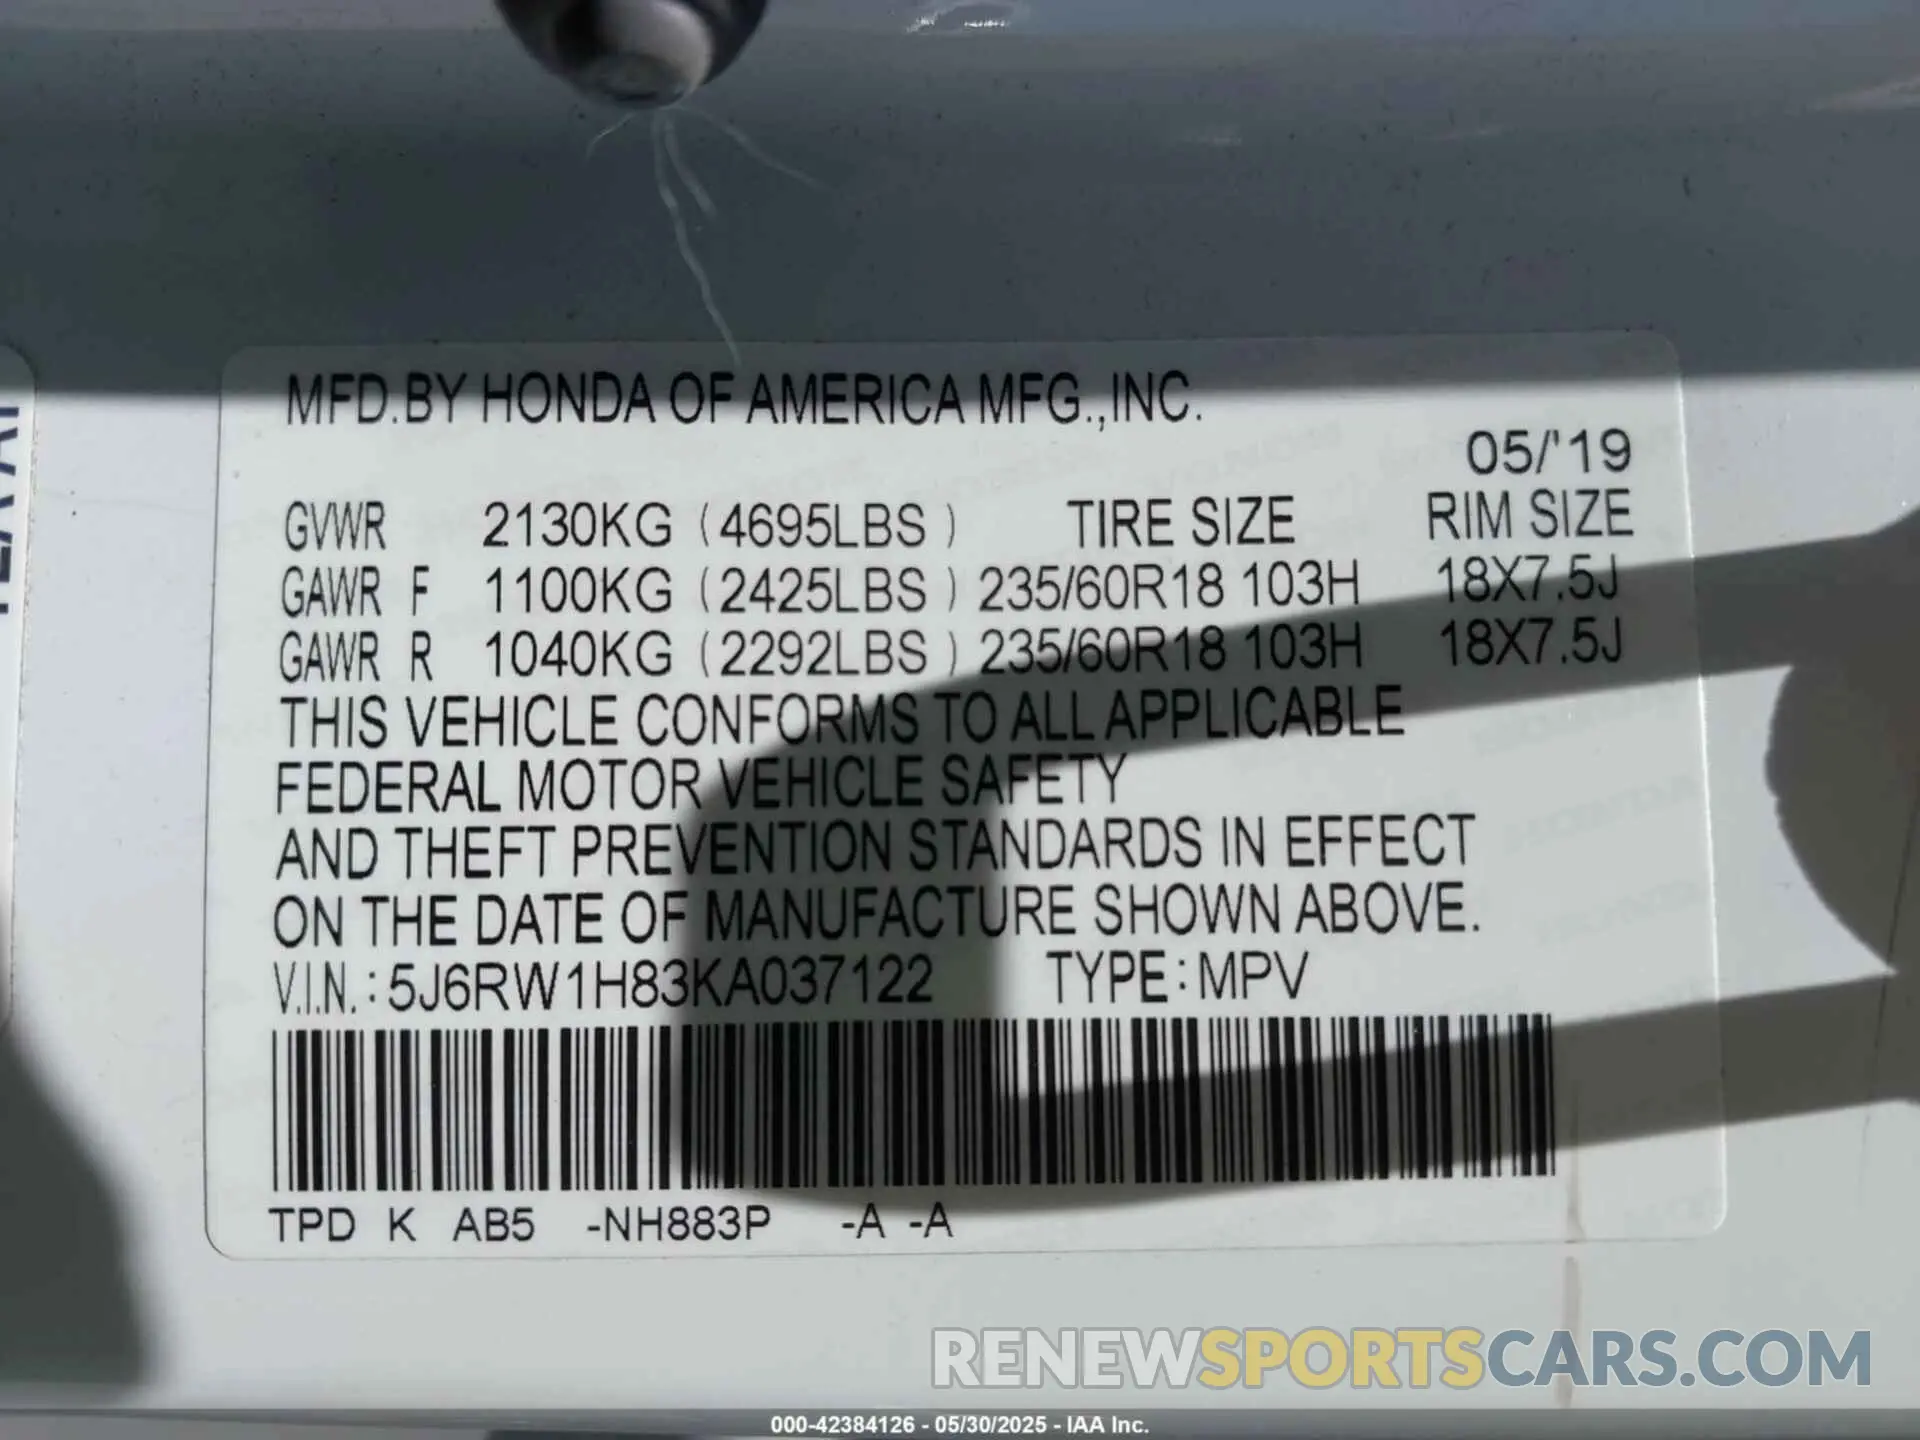 MFD.BY HONDA OF AMERICA MFG.,INC.
05/'19
GVWR 2130KG (4695LBS ) TIRE SIZE RIM SIZE
GAWR F 1100KG (2425LBS ) 235/60R18 103H 18X7.5J
GAWR R 1040KG (2292LBS ) 235/60R18 103H 18X7.5J
THIS VEHICLE CONFORMS TO ALL APPLICABLE
FEDERAL MOTOR VEHICLE SAFETY
AND THEFT PREVENTION STANDARDS IN EFFECT
ON THE DATE OF MANUFACTURE SHOWN ABOVE.
V.I.N.: 5J6RW1H83KA037122 TYPE: MPV
TPD K AB5 -NH883P -A -A
RENEWSPORTSCARS.COM
000-42384126 - 05/30/2025 - IAA Inc.